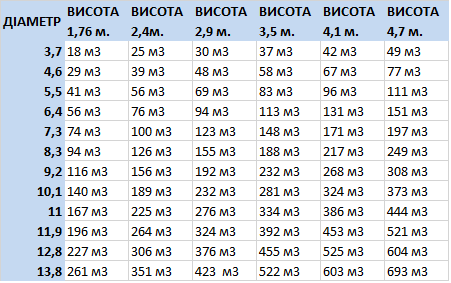 ДІАМЕТР ВИСОТА 1,76 м. ВИСОТА 2,4м. ВИСОТА 2,9 м. ВИСОТА 3,5 м. ВИСОТА 4,1 м. ВИСОТА 4,7 м.
3,7 18 м3 25 м3 30 м3 37 м3 42 м3 49 м3
4,6 29 м3 39 м3 48 м3 58 м3 67 м3 77 м3
5,5 41 м3 56 м3 69 м3 83 м3 96 м3 111 м3
6,4 56 м3 76 м3 94 м3 113 м3 131 м3 151 м3
7,3 74 м3 100 м3 123 м3 148 м3 171 м3 197 м3
8,3 94 м3 126 м3 155 м3 188 м3 217 м3 249 м3
9,2 116 м3 156 м3 192 м3 232 м3 268 м3 308 м3
10,1 140 м3 189 м3 232 м3 281 м3 324 м3 373 м3
11 167 м3 225 м3 276 м3 334 м3 386 м3 444 м3
11,9 196 м3 264 м3 324 м3 392 м3 453 м3 521 м3
12,8 227 м3 306 м3 376 м3 455 м3 525 м3 604 м3
13,8 261 м3 351 м3 423 м3 522 м3 603 м3 693 м3